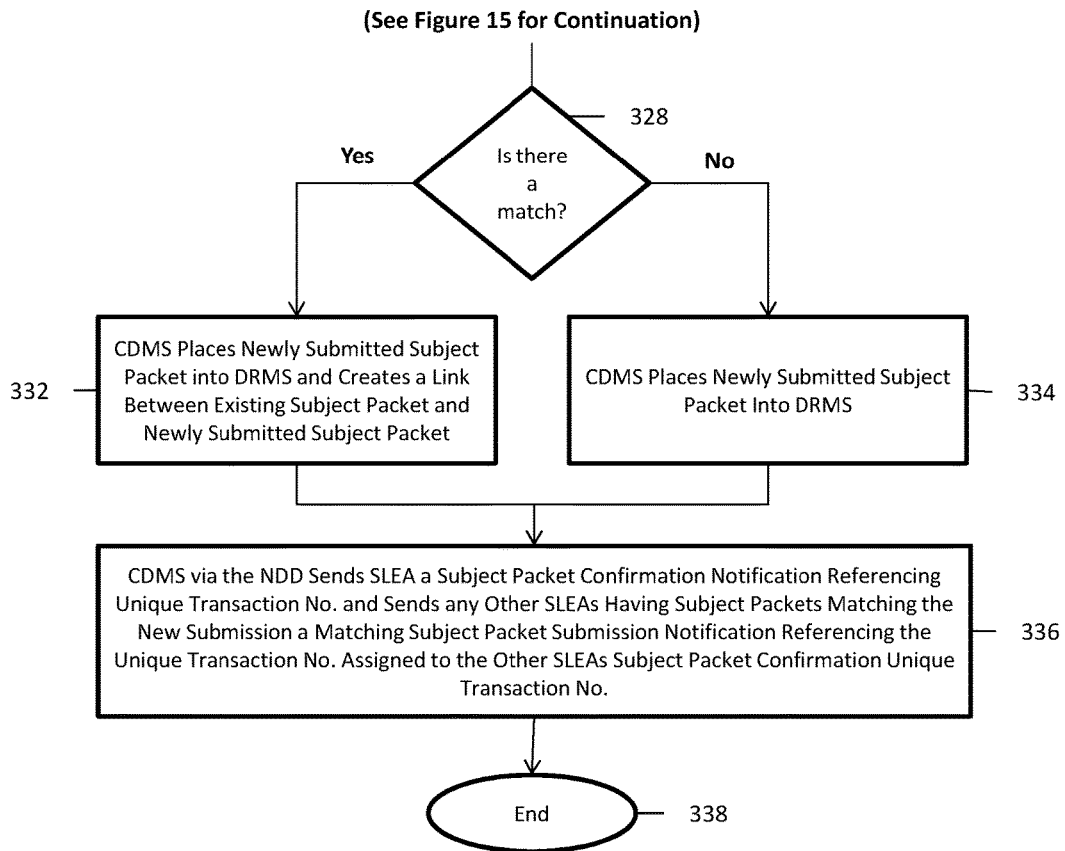 (See Figure 15 for Continuation)
328
Yes
No
Is there
a
match?
332
CDMS Places Newly Submitted Subject
Packet into DRMS and Creates a Link
Between Existing Subject Packet and
Newly Submitted Subject Packet
CDMS Places Newly Submitted Subject
Packet Into DRMS
334
CDMS via the NDD Sends SLEA a Subject Packet Confirmation Notification Referencing
Unique Transaction No. and Sends any Other SLEAs Having Subject Packets Matching the
New Submission a Matching Subject Packet Submission Notification Referencing the
Unique Transaction No. Assigned to the Other SLEAs Subject Packet Confirmation Unique
Transaction No.
336
End
338